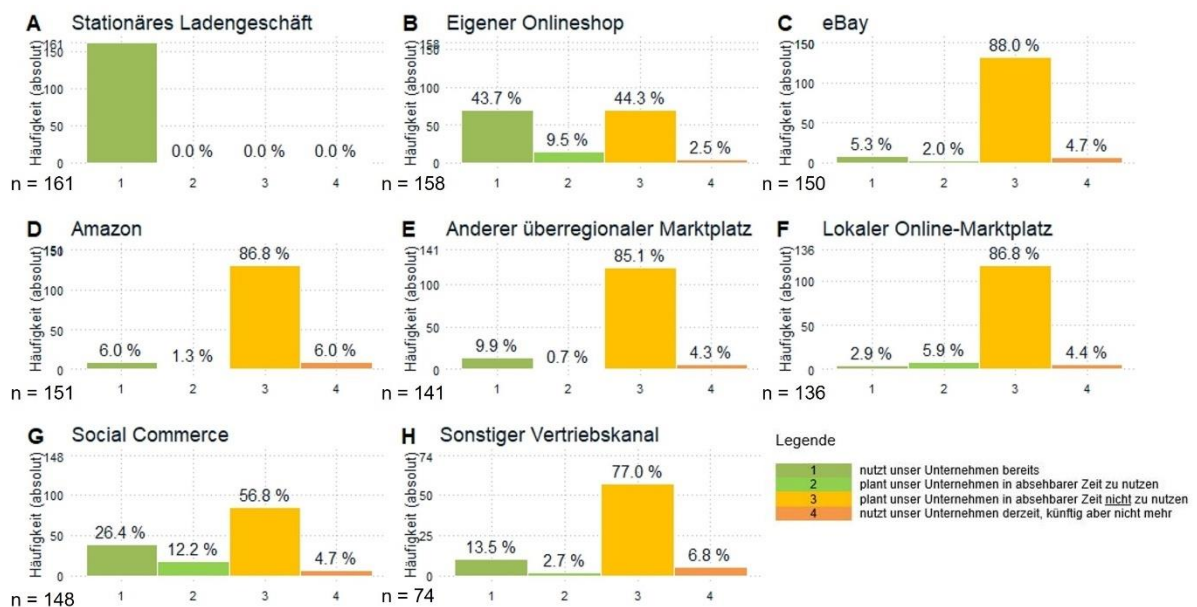 A Stationäres Ladengeschäft
Häufigkeit (absolut)
161
150
100
50
0
0.0 % 0.0 % 0.0 %
1 2 3 4
n = 161
B Eigener Onlineshop
Häufigkeit (absolut)
158
150
100
50
0
43.7 % 9.5 % 44.3 % 2.5 %
1 2 3 4
n = 158
C eBay
Häufigkeit (absolut)
150
100
50
0
5.3 % 2.0 % 88.0 % 4.7 %
1 2 3 4
n = 150
D Amazon
Häufigkeit (absolut)
100
50
0
6.0 % 1.3 % 86.8 % 6.0 %
1 2 3 4
n = 151
E Anderer überregionaler Marktplatz
Häufigkeit (absolut)
141
100
50
0
9.9 % 0.7 % 85.1 % 4.3 %
1 2 3 4
n = 141
F Lokaler Online-Marktplatz
Häufigkeit (absolut)
136
100
50
0
2.9 % 5.9 % 86.8 % 4.4 %
1 2 3 4
n = 136
G Social Commerce
Häufigkeit (absolut)
148
100
50
0
26.4 % 12.2 % 56.8 % 4.7 %
1 2 3 4
n = 148
H Sonstiger Vertriebskanal
Häufigkeit (absolut)
74
50
25
0
13.5 % 2.7 % 77.0 % 6.8 %
1 2 3 4
n = 74
Legende
1 nutzt unser Unternehmen bereits
2 plant unser Unternehmen in absehbarer Zeit zu nutzen
3 plant unser Unternehmen in absehbarer Zeit nicht zu nutzen
4 nutzt unser Unternehmen derzeit, künftig aber nicht mehr